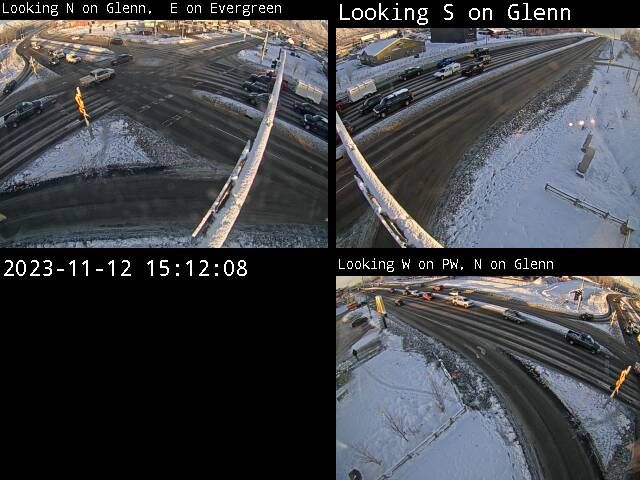 Looking N on Glenn,  E on Evergreen
Looking S on Glenn
2023-11-12 15:12:08
Looking W on PW, N on Glenn